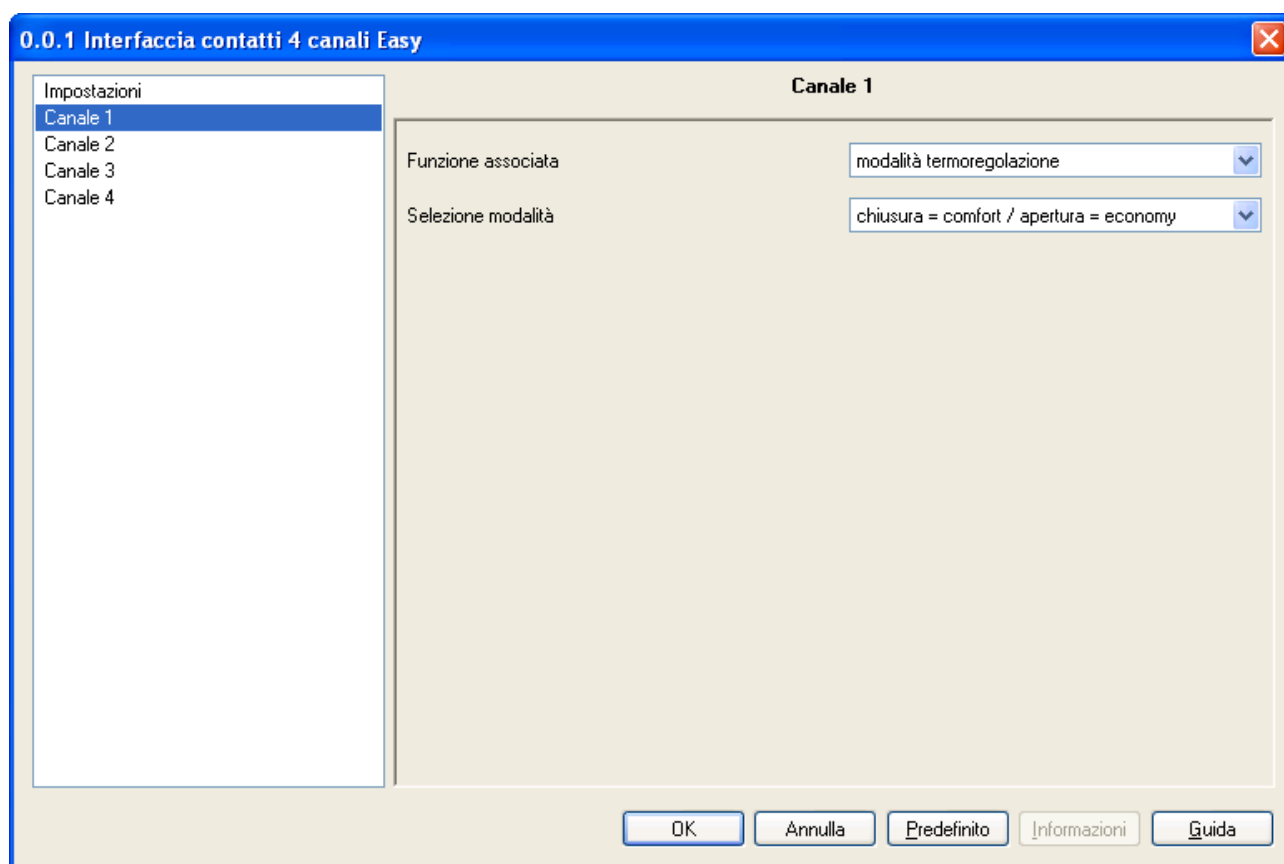 0.0.1 Interfaccia contatti 4 canali Easy
Impostazioni
Canale 1
Canale 2
Canale 3
Canale 4
Canale 1
Funzione associata
modalità termoregolazione
Selezione modalità
chiusura = comfort / apertura = economy
OK
Annulla
Predefinito
Informazioni
Guida